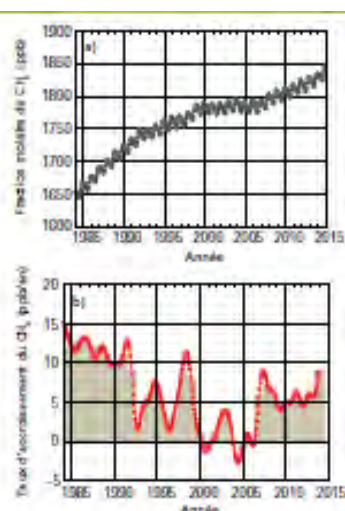 Fraction molaire de CH₄ (ppb)
1900
1850
1800
1750
1700
1650
1600
a)
1985 1990 1995 2000 2005 2010 2015
Année
Taux d'accroissement du CH₄ (ppb/an)
20
15
10
5
0
-5
b)
1985 1990 1995 2000 2005 2010 2015
Année